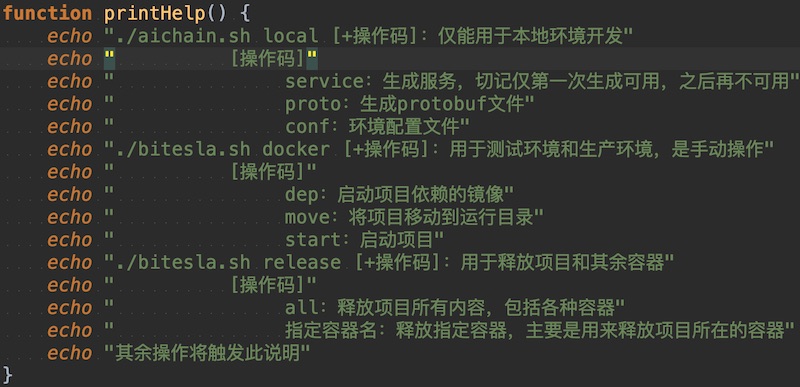 function printHelp() {
    echo "./aichain.sh local [+操作码]: 仅能用于本地环境开发"
    echo "          [操作码]"
    echo "               service: 生成服务，切记仅第一次生成可用，之后再不可用"
    echo "               proto: 生成protobuf文件"
    echo "               conf: 环境配置文件"
    echo "./bitesla.sh docker [+操作码]: 用于测试环境和生产环境，是手动操作"
    echo "          [操作码]"
    echo "               dep: 启动项目依赖的镜像"
    echo "               move: 将项目移动到运行目录"
    echo "               start: 启动项目"
    echo "./bitesla.sh release [+操作码]: 用于释放项目和其余容器"
    echo "          [操作码]"
    echo "               all: 释放项目所有内容，包括各种容器"
    echo "               指定容器名: 释放指定容器，主要是用来释放项目所在的容器"
    echo "其余操作将触发此说明"
}